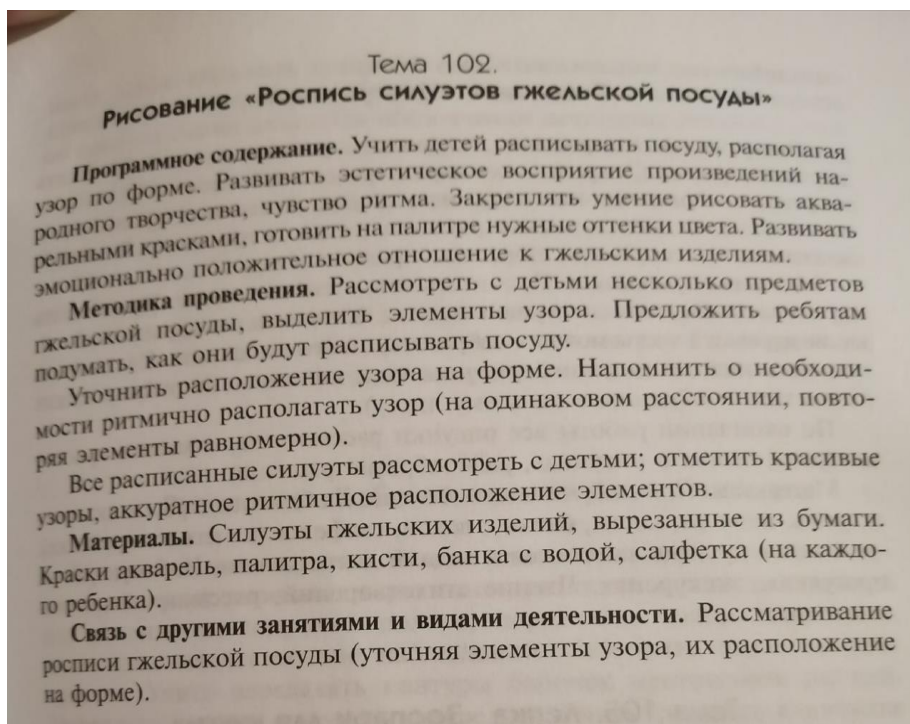 Тема 102.
Рисование «Роспись силуэтов гжельской посуды»
Программное содержание. Учить детей расписывать посуду, располагая
узор по форме. Развивать эстетическое восприятие произведений на-
родного творчества, чувство ритма. Закреплять умение рисовать аква-
рельными красками, готовить на палитре нужные оттенки цвета. Развивать
эмоционально положительное отношение к гжельским изделиям.
Методика проведения. Рассмотреть с детьми несколько предметов
гжельской посуды, выделить элементы узора. Предложить ребятам
подумать, как они будут расписывать посуду.
Уточнить расположение узора на форме. Напомнить о необходи-
мости ритмично располагать узор (на одинаковом расстоянии, повто-
ряя элементы равномерно).
Все расписанные силуэты рассмотреть с детьми; отметить красивые
узоры, аккуратное ритмичное расположение элементов.
Материалы. Силуэты гжельских изделий, вырезанные из бумаги.
Краски акварель, палитра, кисти, банка с водой, салфетка (на каждо-
го ребенка).
Связь с другими занятиями и видами деятельности. Рассматривание
росписи гжельской посуды (уточняя элементы узора, их расположение
на форме).